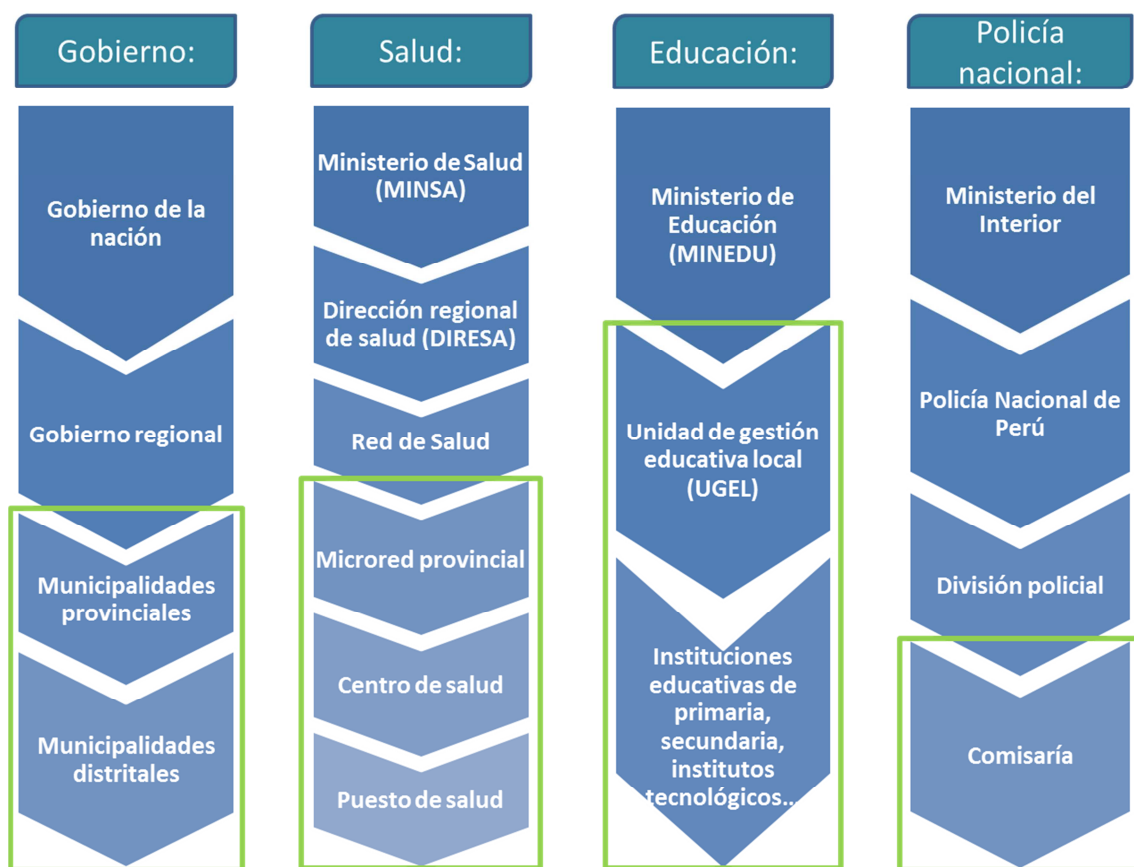 Gobierno:
Gobierno de la
nación
Gobierno regional
Municipalidades
provinciales
Municipalidades
distritales
Salud:
Ministerio de Salud
(MINSA)
Dirección regional
de salud (DIRESA)
Red de Salud
Microred provincial
Centro de salud
Puesto de salud
Educación:
Ministerio de
Educación
(MINEDU)
Unidad de gestión
educativa local
(UGEL)
Instituciones
educativas de
primaria,
secundaria,
institutos
tecnológicos...
Policía
nacional:
Ministerio del
Interior
Policía Nacional de
Perú
División policial
Comisaría